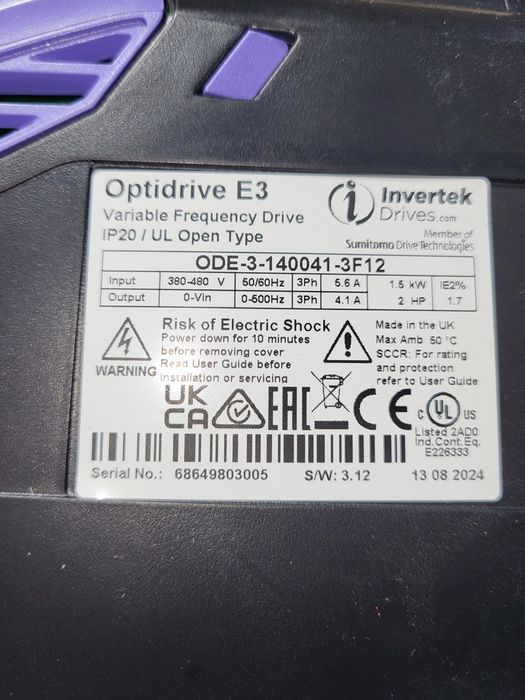 Optidrive E3
Variable Frequency Drive
IP20 / UL Open Type
i Invertek
Drives.com
Member of
Sumitomo Drive Technologies
ODE-3-140041-3F12
Input 380-480 V 50/60Hz 3Ph 5.6 A 1.5 kW IE2%
Output 0-Vin 0-500Hz 3Ph 4.1 A 2 HP 1.7
WARNING
Risk of Electric Shock
Power down for 10 minutes
before removing cover
Read User Guide before
installation or servicing
Made in the UK
Max Amb 50 °C
SCCR: For rating
and protection
refer to User Guide
UK
CA
EAC
CE
C UL US
Listed 2AD0
Ind.Cont.Eq.
E226333
Serial No.: 68649803005 S/W: 3.12 13 08 2024